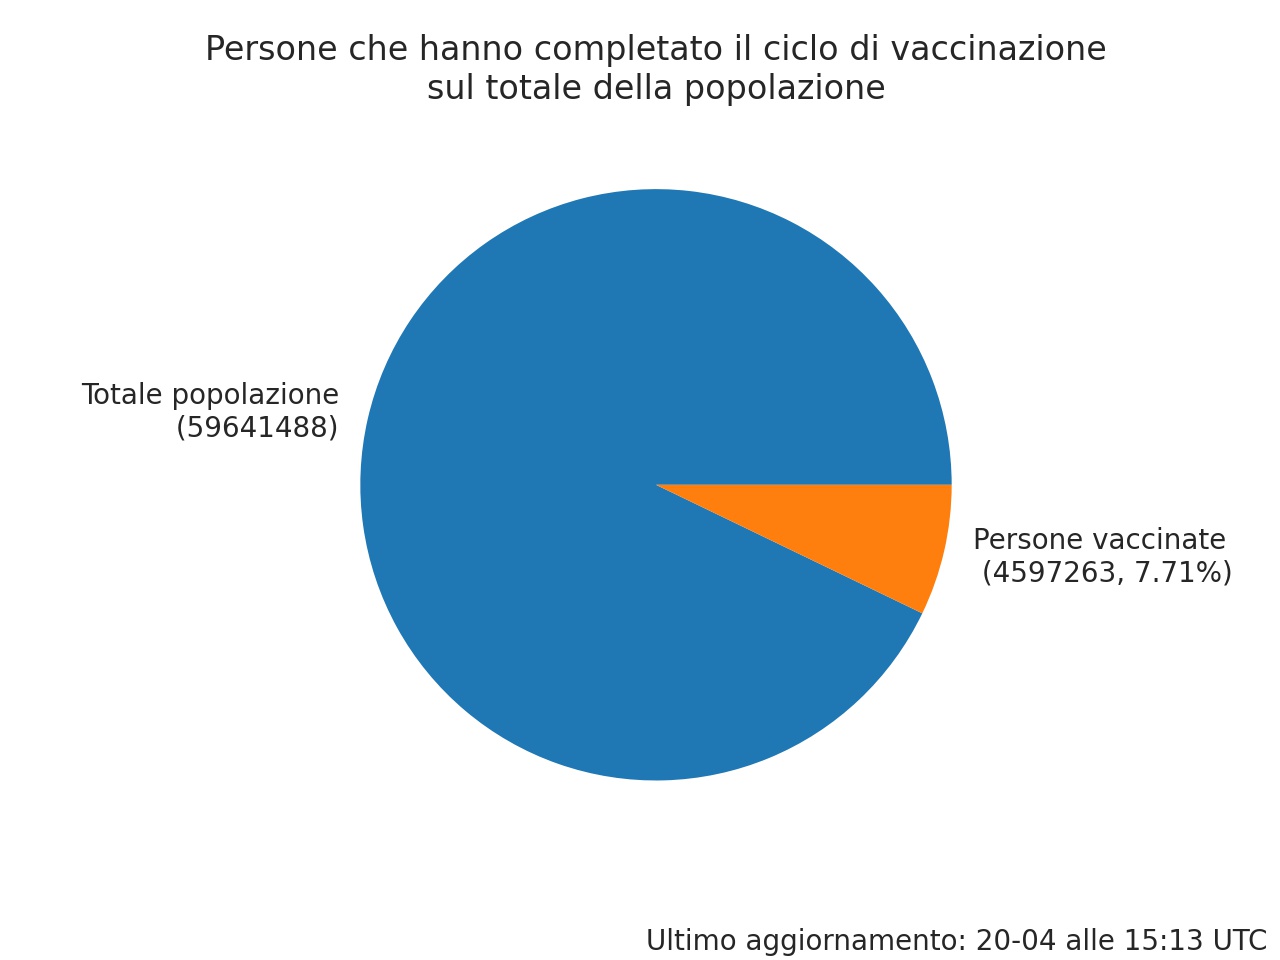 Persone che hanno completato il ciclo di vaccinazione
sul totale della popolazione
Totale popolazione
(59641488)
Persone vaccinate
(4597263, 7.71%)
Ultimo aggiornamento: 20-04 alle 15:13 UTC